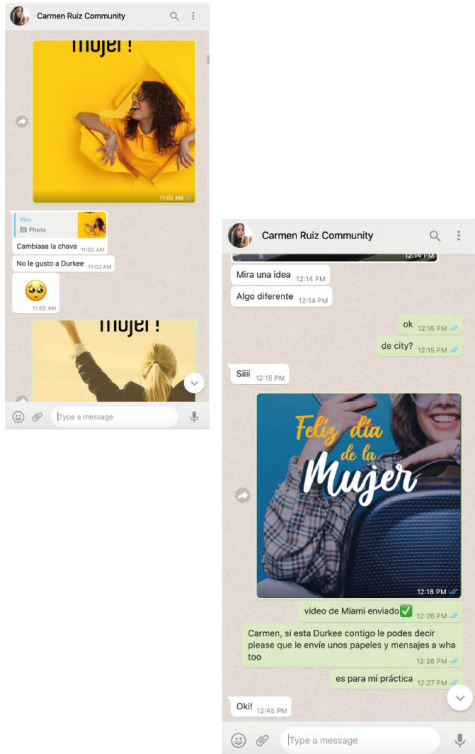 Carmen Ruiz Community
mujer!
11:00 AM
You
Photo
Cambiaaa la chava 11:02 AM
No le gusto a Durkee 11:02 AM
11:02 AM
mujer!
Type a message
Carmen Ruiz Community
12:14 PM
Mira una idea 12:14 PM
Algo diferente 12:14 PM
ok 12:15 PM
de city? 12:15 PM
Siiii 12:15 PM
Feliz día
de la
Mujer
12:18 PM
video de Miami enviado✅ 12:26 PM
Carmen, si esta Durkee contigo le podes decir
please que le envíe unos papeles y mensajes a wha
too
12:26 PM
es para mi práctica 12:27 PM
Oki! 12:45 PM
Type a message